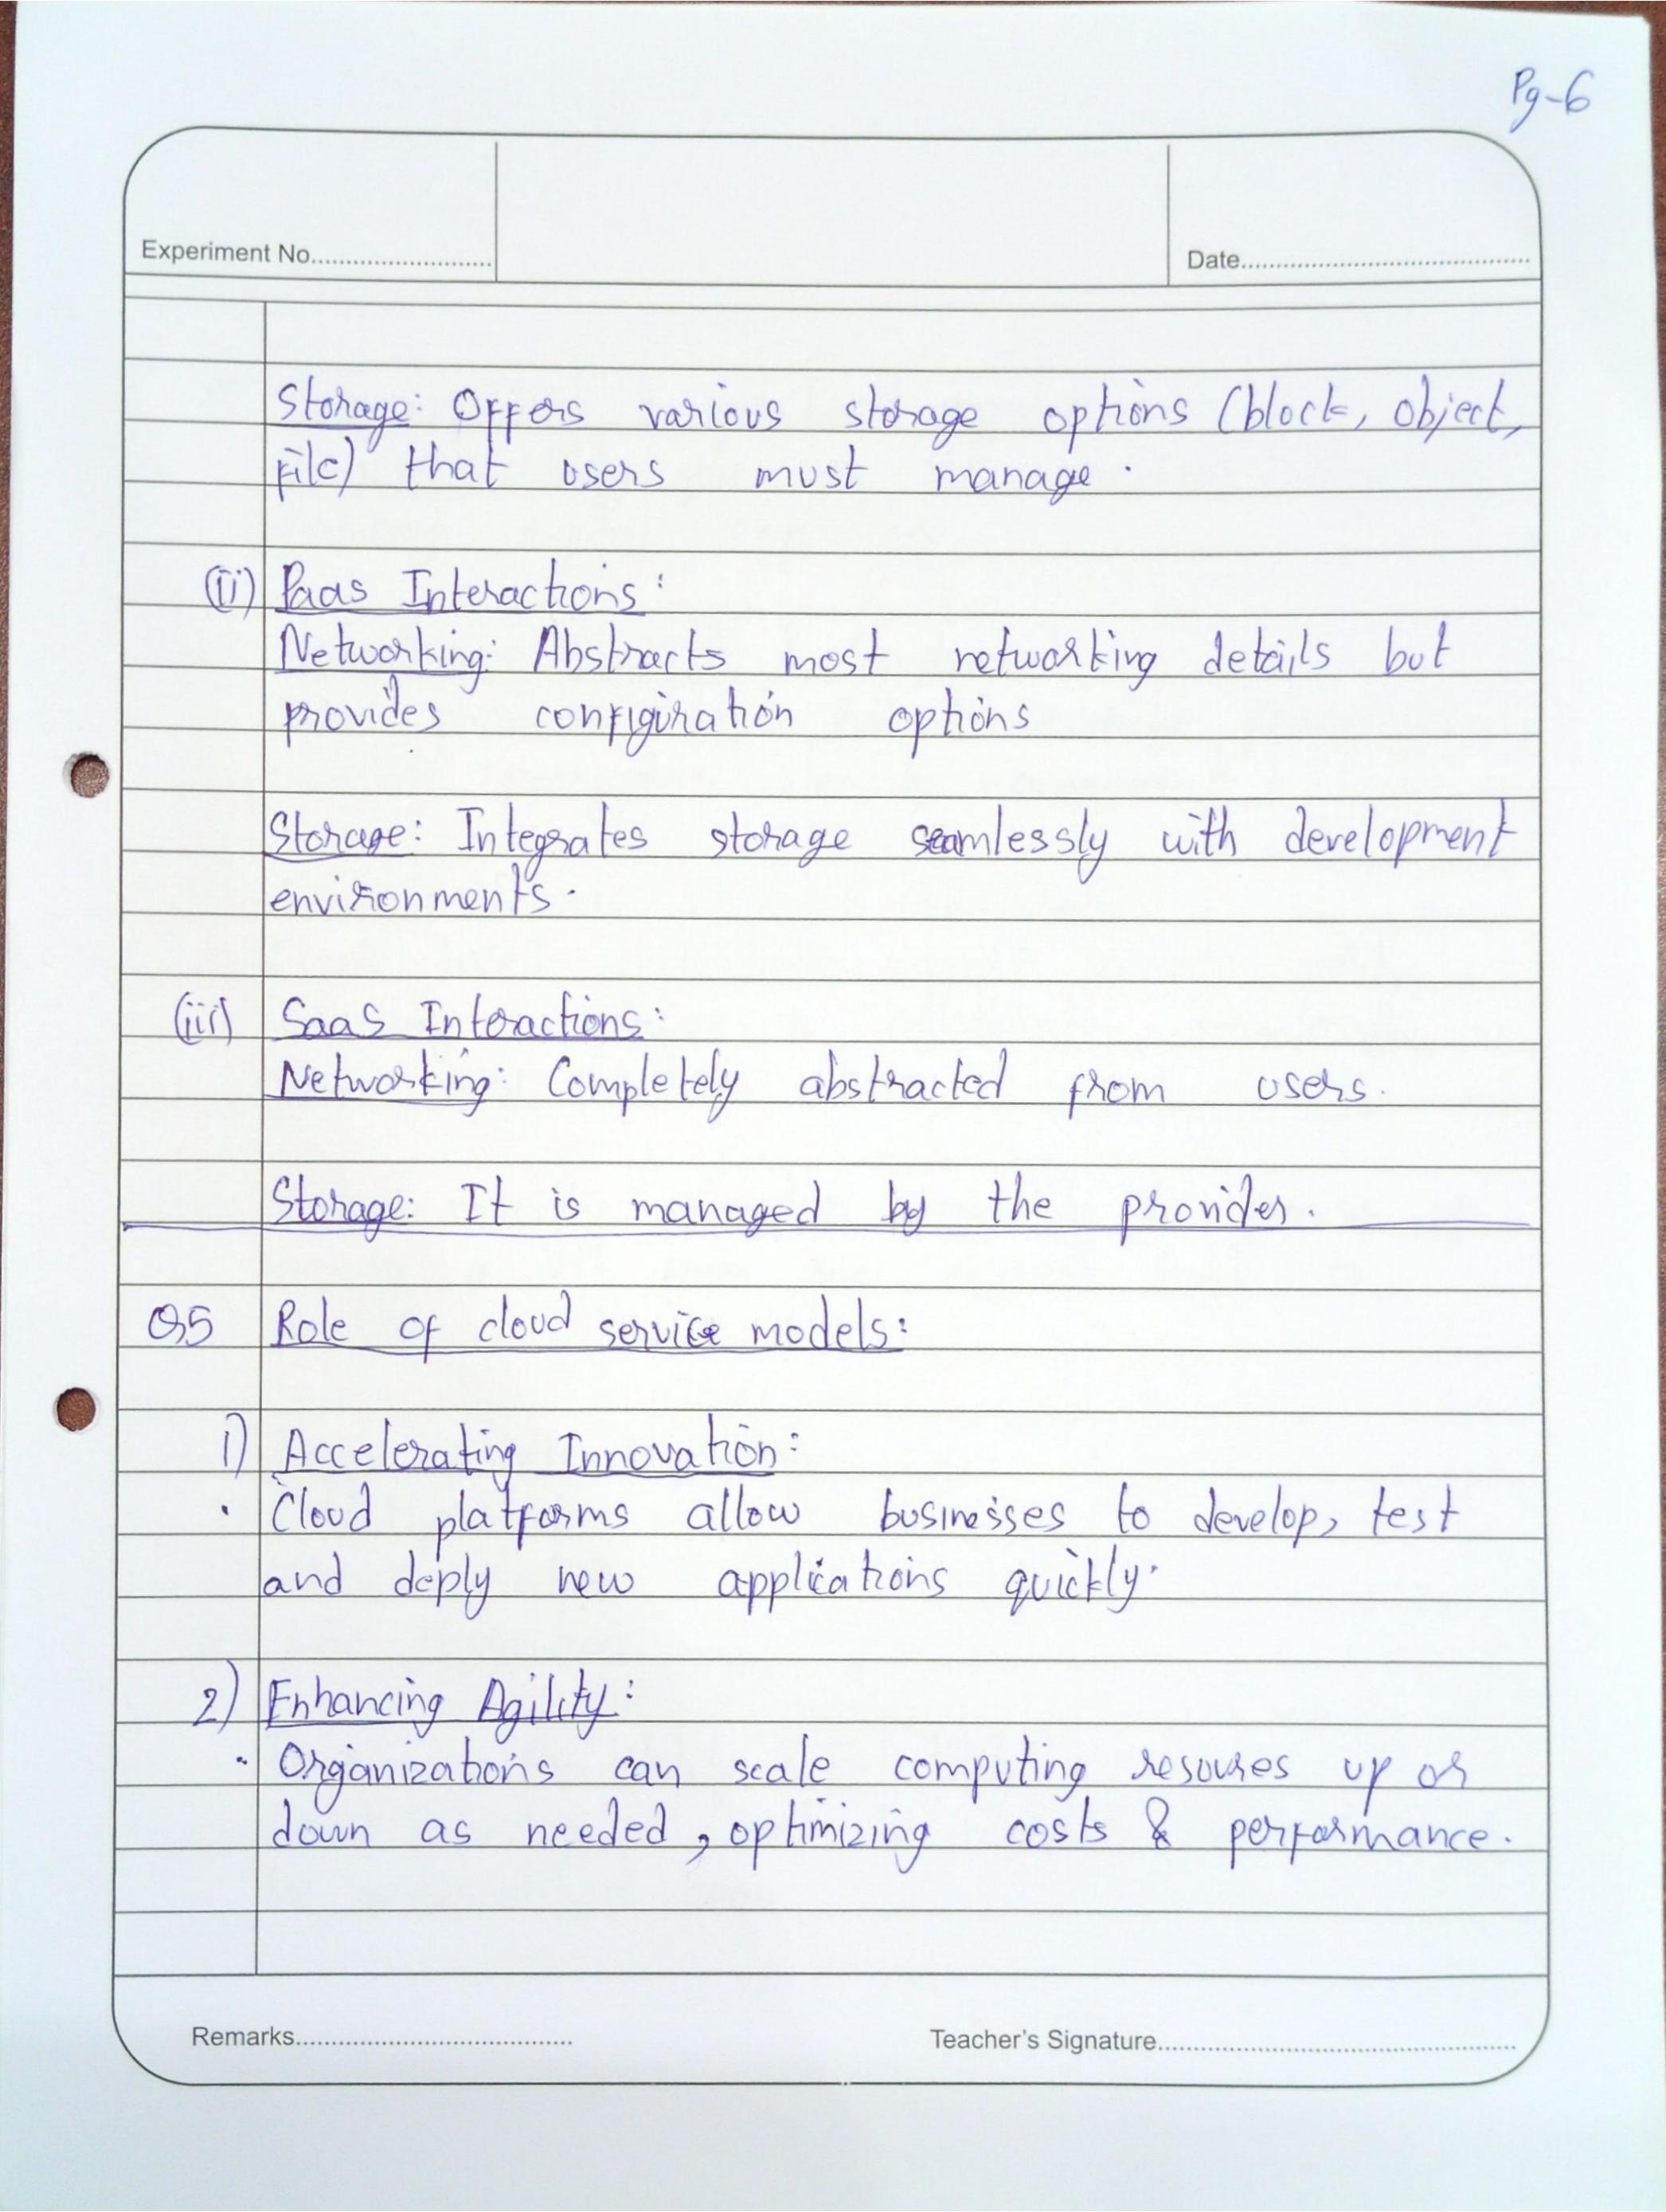 Pg-6
Experiment No..........................
Date........................................
Storage: Offers various storage options (block, object,
file) that users must manage.
(ii) Paas Interactions:
Networking: Abstracts most networking details but
provides configiration options
Storage: Integrates storage seamlessly with development
environments.
(iii) SaaS Interactions:
Networking: Completely abstracted from users.
Storage: It is managed by the provider.
Q5 Role of cloud service models:
1) Accelerating Innovation:
· Cloud platforms allow businesses to develop, test
and deply new applications quickly.
2) Enhancing Agility:
· Organizations can scale computing resourses up or
down as needed, optimizing costs & performance.
Remarks......................................
Teacher's Signature..................................................